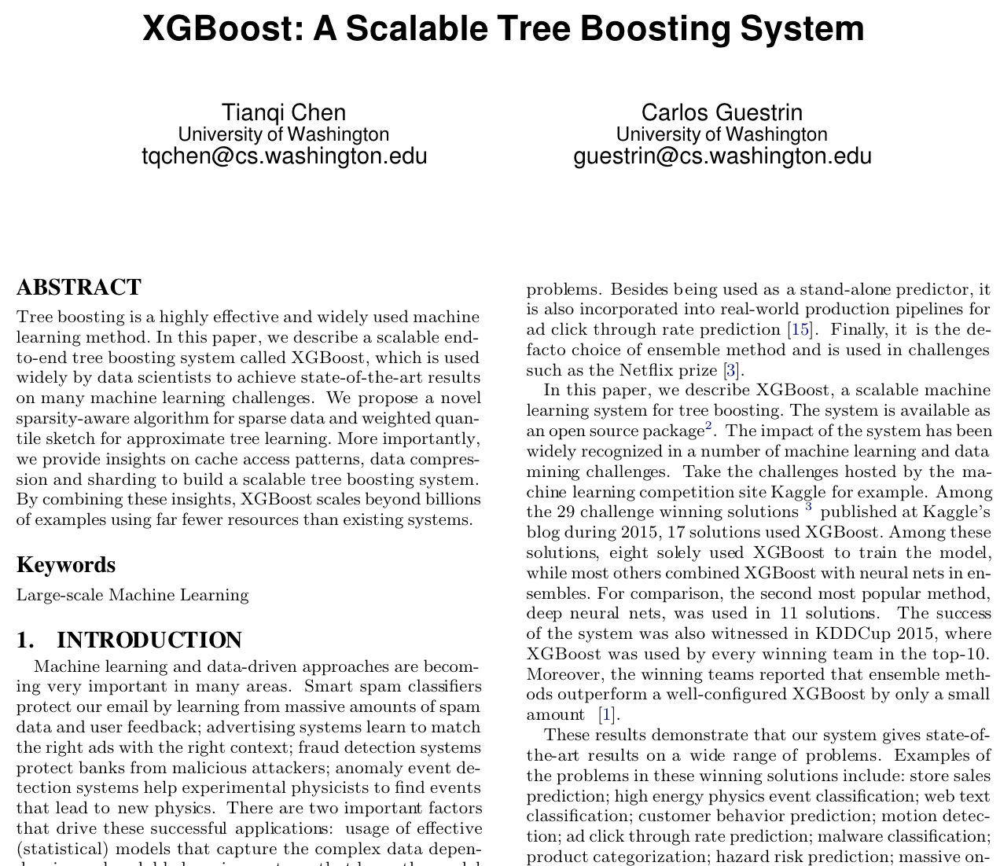 XGBoost: A Scalable Tree Boosting System
Tianqi Chen
University of Washington
tqchen@cs.washington.edu
Carlos Guestrin
University of Washington
guestrin@cs.washington.edu
ABSTRACT
Tree boosting is a highly effective and widely used machine
learning method. In this paper, we describe a scalable end-
to-end tree boosting system called XGBoost, which is used
widely by data scientists to achieve state-of-the-art results
on many machine learning challenges. We propose a novel
sparsity-aware algorithm for sparse data and weighted quan-
tile sketch for approximate tree learning. More importantly,
we provide insights on cache access patterns, data compres-
sion and sharding to build a scalable tree boosting system.
By combining these insights, XGBoost scales beyond billions
of examples using far fewer resources than existing systems.
Keywords
Large-scale Machine Learning
1. INTRODUCTION
Machine learning and data-driven approaches are becom-
ing very important in many areas. Smart spam classifiers
protect our email by learning from massive amounts of spam
data and user feedback; advertising systems learn to match
the right ads with the right context; fraud detection systems
protect banks from malicious attackers; anomaly event de-
tection systems help experimental physicists to find events
that lead to new physics. There are two important factors
that drive these successful applications: usage of effective
(statistical) models that capture the complex data depen-
problems. Besides being used as a stand-alone predictor, it
is also incorporated into real-world production pipelines for
ad click through rate prediction [15]. Finally, it is the de-
facto choice of ensemble method and is used in challenges
such as the Netflix prize [3].
In this paper, we describe XGBoost, a scalable machine
learning system for tree boosting. The system is available as
an open source package2. The impact of the system has been
widely recognized in a number of machine learning and data
mining challenges. Take the challenges hosted by the ma-
chine learning competition site Kaggle for example. Among
the 29 challenge winning solutions 3 published at Kaggle's
blog during 2015, 17 solutions used XGBoost. Among these
solutions, eight solely used XGBoost to train the model,
while most others combined XGBoost with neural nets in en-
sembles. For comparison, the second most popular method,
deep neural nets, was used in 11 solutions. The success
of the system was also witnessed in KDDCup 2015, where
XGBoost was used by every winning team in the top-10.
Moreover, the winning teams reported that ensemble meth-
ods outperform a well-configured XGBoost by only a small
amount [1].
These results demonstrate that our system gives state-of-
the-art results on a wide range of problems. Examples of
the problems in these winning solutions include: store sales
prediction; high energy physics event classification; web text
classification; customer behavior prediction; motion detec-
tion; ad click through rate prediction; malware classification;
product categorization; hazard risk prediction; massive on-